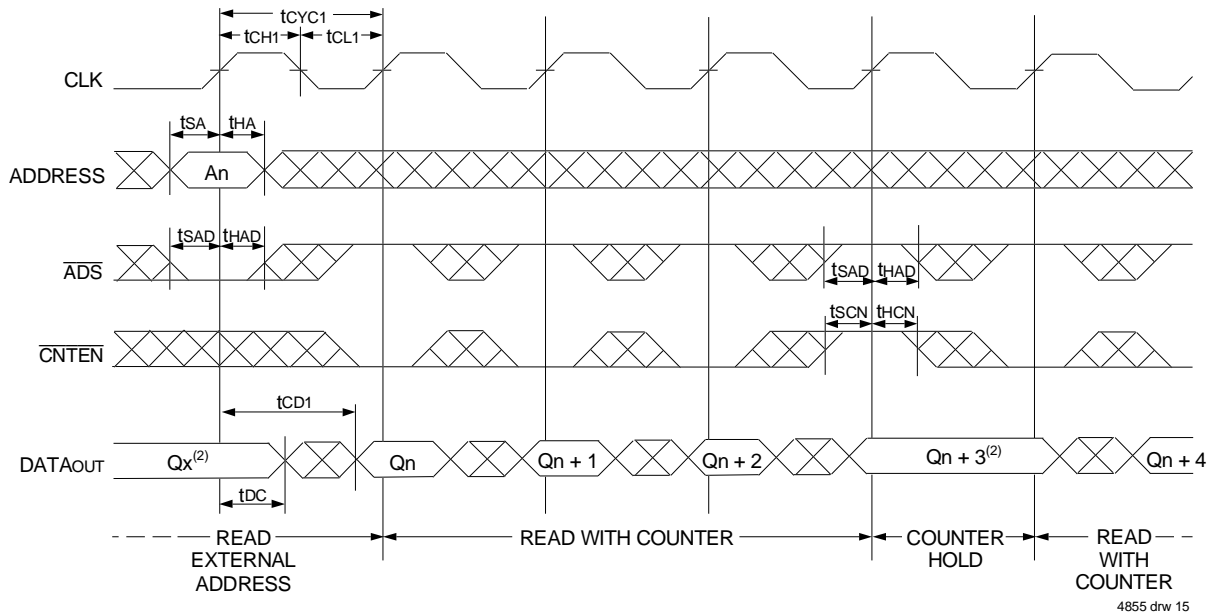 tCYC1
tCH1 tCL1
CLK
tSA tHA
ADDRESS An
tSAD tHAD
ADS
tSAD tHAD
tSCN tHCN
CNTEN
tCD1
DATAOUT Qx(2) Qn Qn + 1 Qn + 2 Qn + 3(2) Qn + 4
tDC
READ EXTERNAL ADDRESS
READ WITH COUNTER
COUNTER HOLD
READ WITH COUNTER
4855 drw 15